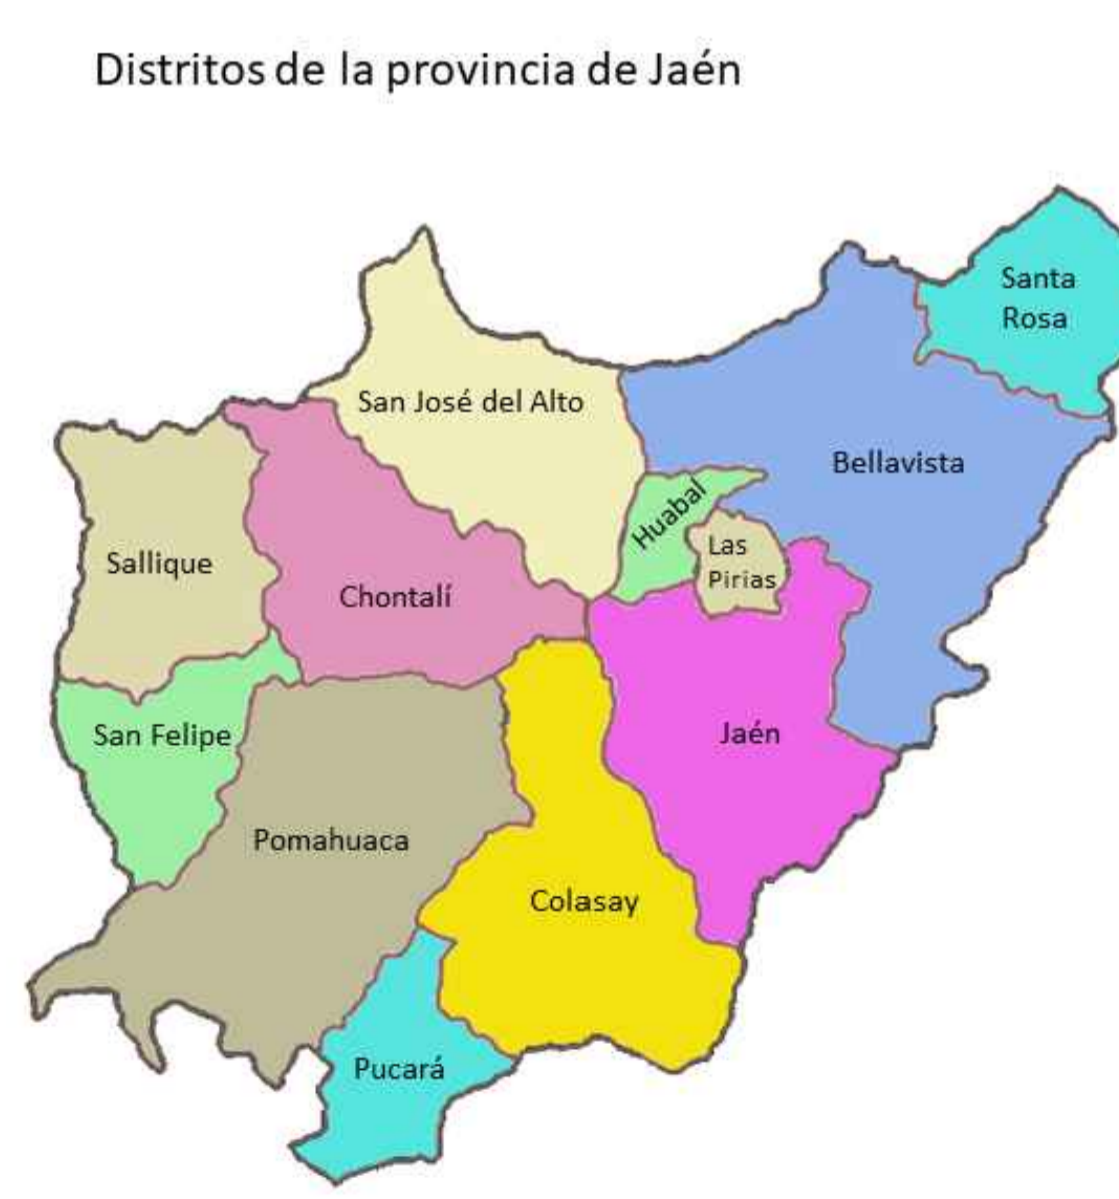 Distritos de la provincia de Jaén
Santa
Rosa
San José del Alto
Bellavista
Huabal
Las
Pirias
Sallique
Chontalí
San Felipe
Jaén
Pomahuaca
Colasay
Pucará